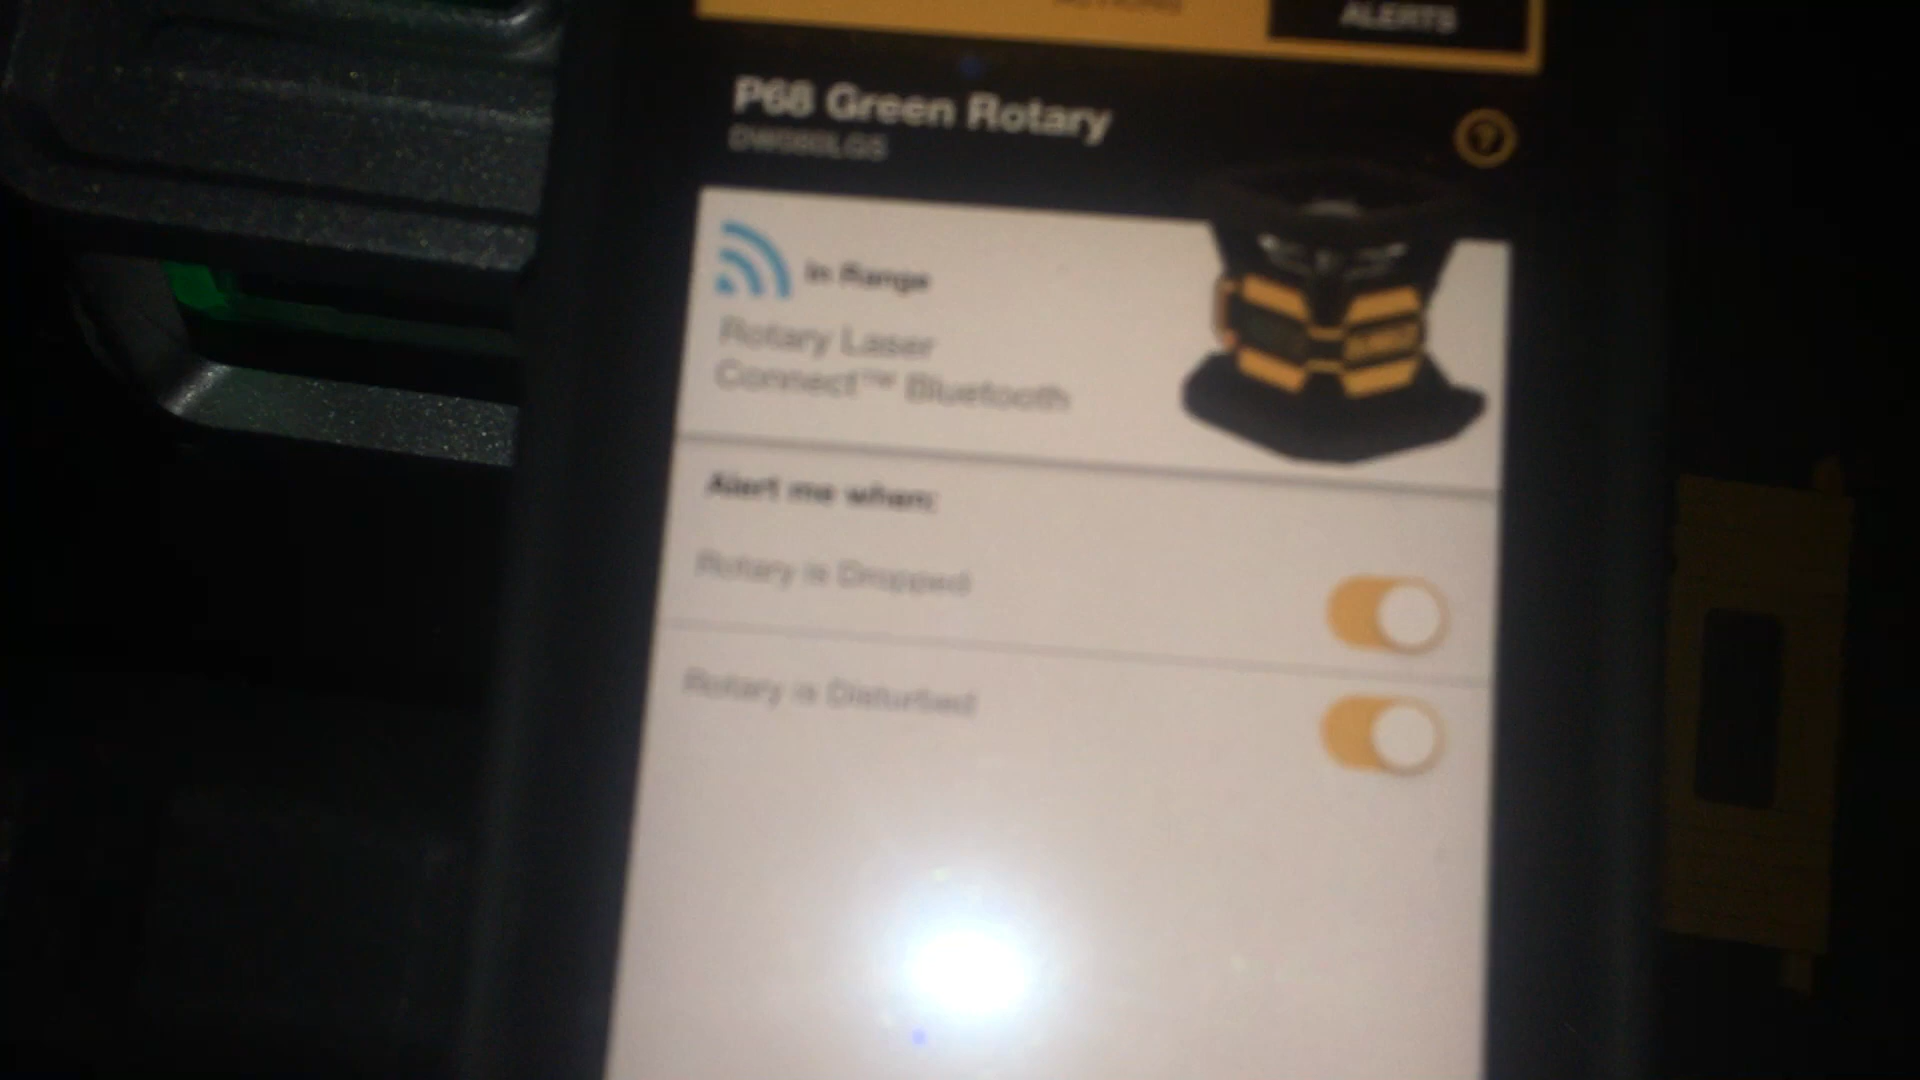 ALERTS
P68 Green Rotary
In Range
Rotary Laser
Connect™ Bluetooth
Alert me when:
Rotary is Dropped
Rotary is Disturbed